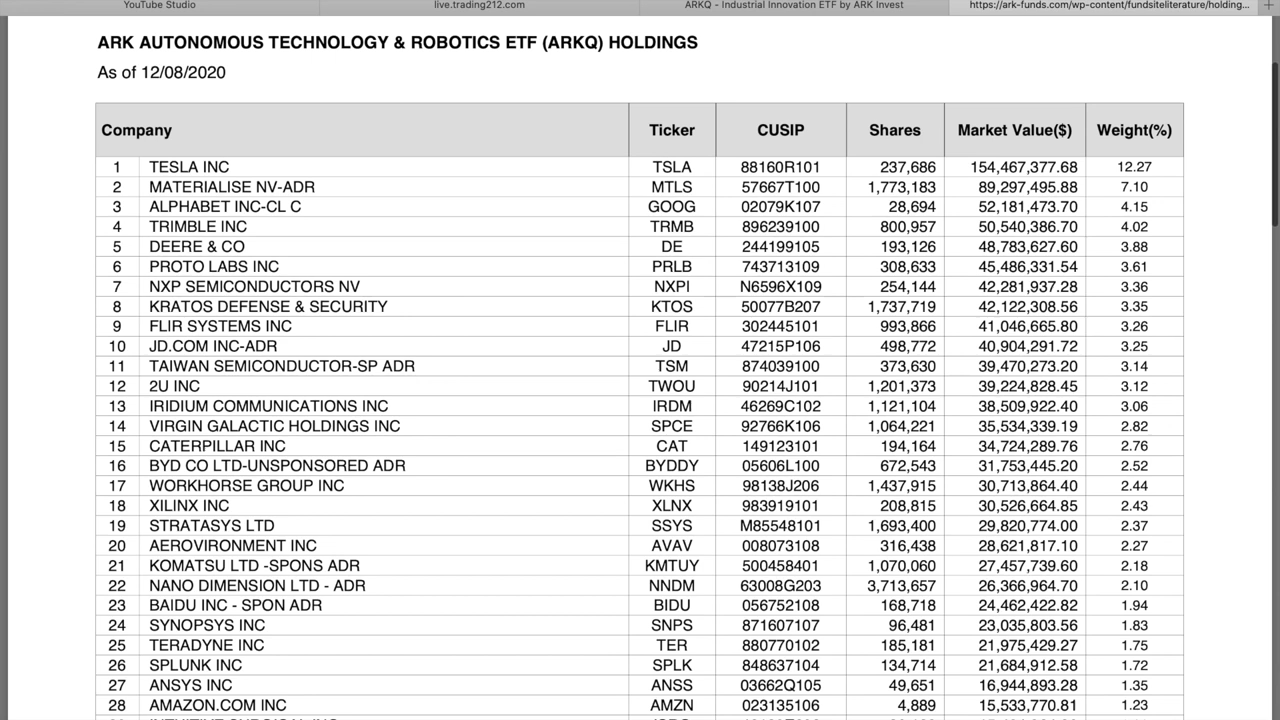 YouTube Studio live.trading212.com ARKQ - Industrial Innovation ETF by ARK Invest https://ark-funds.com/wp-content/fundsiteliterature/holding...
ARK AUTONOMOUS TECHNOLOGY & ROBOTICS ETF (ARKQ) HOLDINGS
As of 12/08/2020
Company Ticker CUSIP Shares Market Value($) Weight(%)
1 TESLA INC TSLA 88160R101 237,686 154,467,377.68 12.27
2 MATERIALISE NV-ADR MTLS 57667T100 1,773,183 89,297,495.88 7.10
3 ALPHABET INC-CL C GOOG 02079K107 28,694 52,181,473.70 4.15
4 TRIMBLE INC TRMB 896239100 800,957 50,540,386.70 4.02
5 DEERE & CO DE 244199105 193,126 48,783,627.60 3.88
6 PROTO LABS INC PRLB 743713109 308,633 45,486,331.54 3.61
7 NXP SEMICONDUCTORS NV NXPI N6596X109 254,144 42,281,937.28 3.36
8 KRATOS DEFENSE & SECURITY KTOS 50077B207 1,737,719 42,122,308.56 3.35
9 FLIR SYSTEMS INC FLIR 302445101 993,866 41,046,665.80 3.26
10 JD.COM INC-ADR JD 47215P106 498,772 40,904,291.72 3.25
11 TAIWAN SEMICONDUCTOR-SP ADR TSM 874039100 373,630 39,470,273.20 3.14
12 2U INC TWOU 90214J101 1,201,373 39,224,828.45 3.12
13 IRIDIUM COMMUNICATIONS INC IRDM 46269C102 1,121,104 38,509,922.40 3.06
14 VIRGIN GALACTIC HOLDINGS INC SPCE 92766K106 1,064,221 35,534,339.19 2.82
15 CATERPILLAR INC CAT 149123101 194,164 34,724,289.76 2.76
16 BYD CO LTD-UNSPONSORED ADR BYDDY 05606L100 672,543 31,753,445.20 2.52
17 WORKHORSE GROUP INC WKHS 98138J206 1,437,915 30,713,864.40 2.44
18 XILINX INC XLNX 983919101 208,815 30,526,664.85 2.43
19 STRATASYS LTD SSYS M85548101 1,693,400 29,820,774.00 2.37
20 AEROVIRONMENT INC AVAV 008073108 316,438 28,621,817.10 2.27
21 KOMATSU LTD -SPONS ADR KMTUY 500458401 1,070,060 27,457,739.60 2.18
22 NANO DIMENSION LTD - ADR NNDM 63008G203 3,713,657 26,366,964.70 2.10
23 BAIDU INC - SPON ADR BIDU 056752108 168,718 24,462,422.82 1.94
24 SYNOPSYS INC SNPS 871607107 96,481 23,035,803.56 1.83
25 TERADYNE INC TER 880770102 185,181 21,975,429.27 1.75
26 SPLUNK INC SPLK 848637104 134,714 21,684,912.58 1.72
27 ANSYS INC ANSS 03662Q105 49,651 16,944,893.28 1.35
28 AMAZON.COM INC AMZN 023135106 4,889 15,533,770.81 1.23